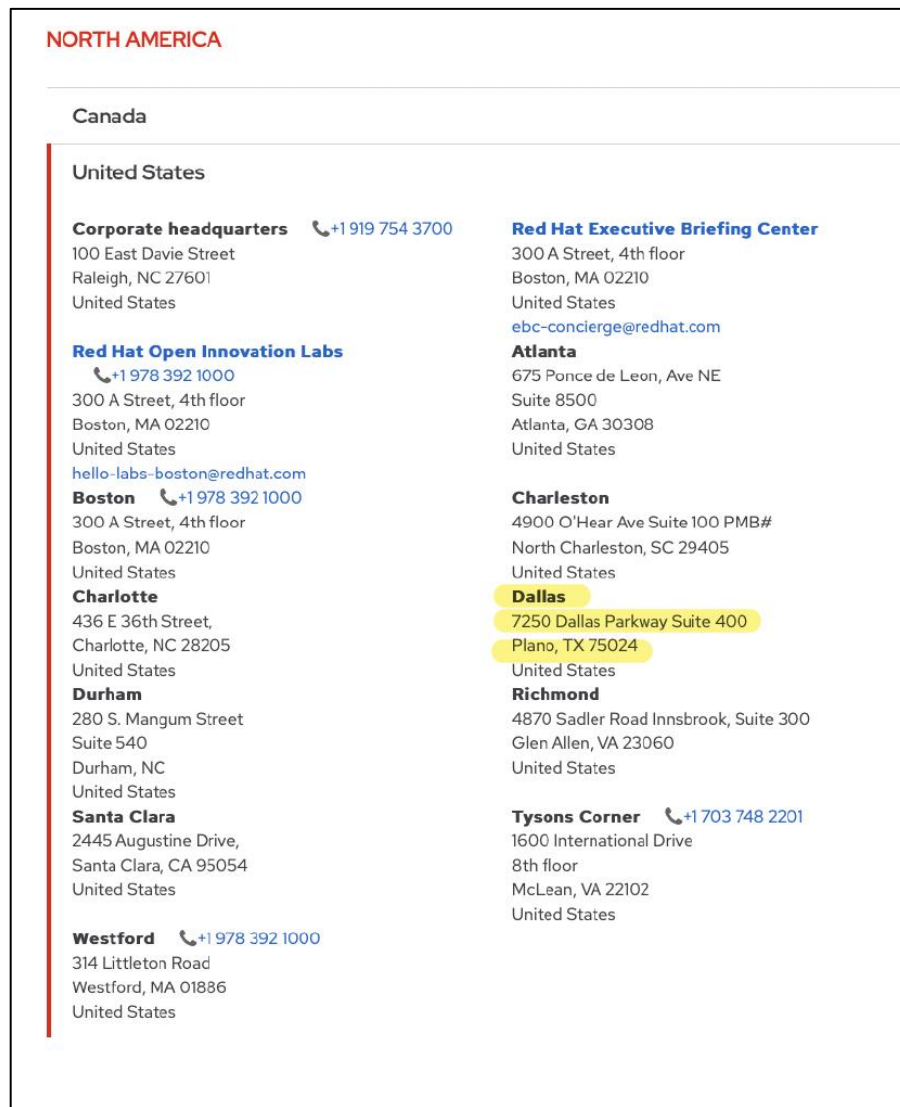 NORTH AMERICA
Canada
United States
Corporate headquarters +1 919 754 3700
100 East Davie Street
Raleigh, NC 27601
United States
Red Hat Open Innovation Labs
+1 978 392 1000
300 A Street, 4th floor
Boston, MA 02210
United States
hello-labs-boston@redhat.com
Boston +1 978 392 1000
300 A Street, 4th floor
Boston, MA 02210
United States
Charlotte
436 E 36th Street,
Charlotte, NC 28205
United States
Durham
280 S. Mangum Street
Suite 540
Durham, NC
United States
Santa Clara
2445 Augustine Drive,
Santa Clara, CA 95054
United States
Westford +1 978 392 1000
314 Littleton Road
Westford, MA 01886
United States
Red Hat Executive Briefing Center
300 A Street, 4th floor
Boston, MA 02210
United States
ebc-concierge@redhat.com
Atlanta
675 Ponce de Leon, Ave NE
Suite 8500
Atlanta, GA 30308
United States
Charleston
4900 O'Hear Ave Suite 100 PMB#
North Charleston, SC 29405
United States
Dallas
7250 Dallas Parkway Suite 400
Plano, TX 75024
United States
Richmond
4870 Sadler Road Innsbrook, Suite 300
Glen Allen, VA 23060
United States
Tysons Corner +1 703 748 2201
1600 International Drive
8th floor
McLean, VA 22102
United States